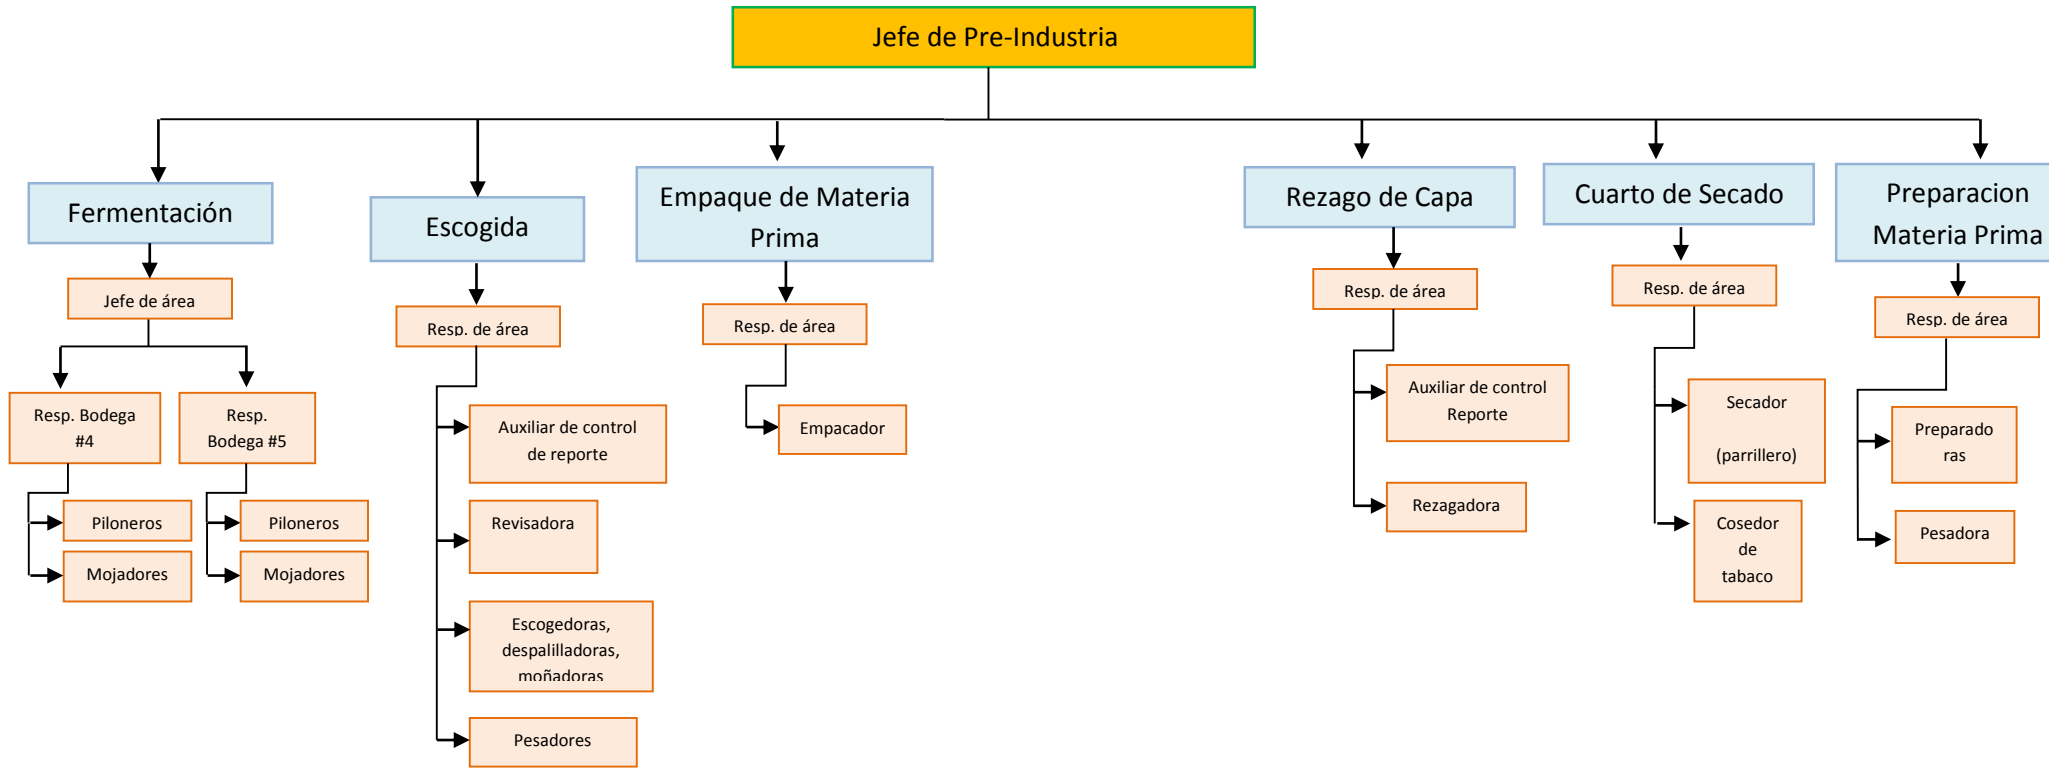 Jefe de Pre-Industria
Fermentación
Jefe de área
Resp. Bodega
#4
Piloneros
Mojadores
Resp.
Bodega #5
Piloneros
Mojadores
Escogida
Resp. de área
Auxiliar de control
de reporte
Revisadora
Escogedoras,
despalilladoras,
moñadoras
Pesadores
Empaque de Materia
Prima
Resp. de área
Empacador
Rezago de Capa
Resp. de área
Auxiliar de control
Reporte
Rezagadora
Cuarto de Secado
Resp. de área
Secador
(parrillero)
Cosedor
de
tabaco
Preparacion
Materia Prima
Resp. de área
Preparado
ras
Pesadora